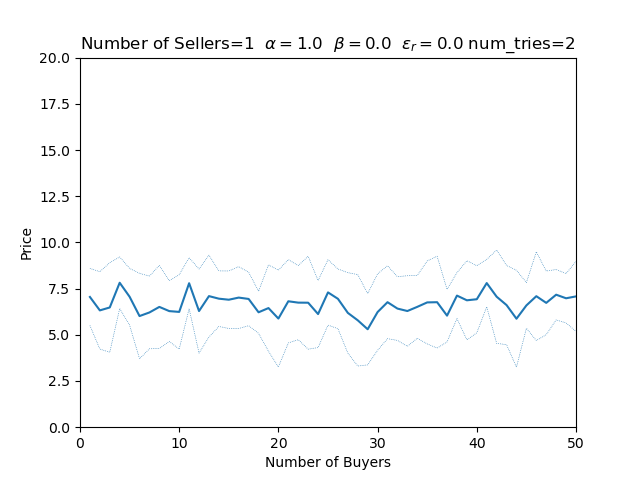 Number of Sellers=1 α = 1.0 β = 0.0 εr = 0.0 num_tries=2
20.0
17.5
15.0
12.5
10.0
7.5
5.0
2.5
0.0
Price
0 10 20 30 40 50
Number of Buyers